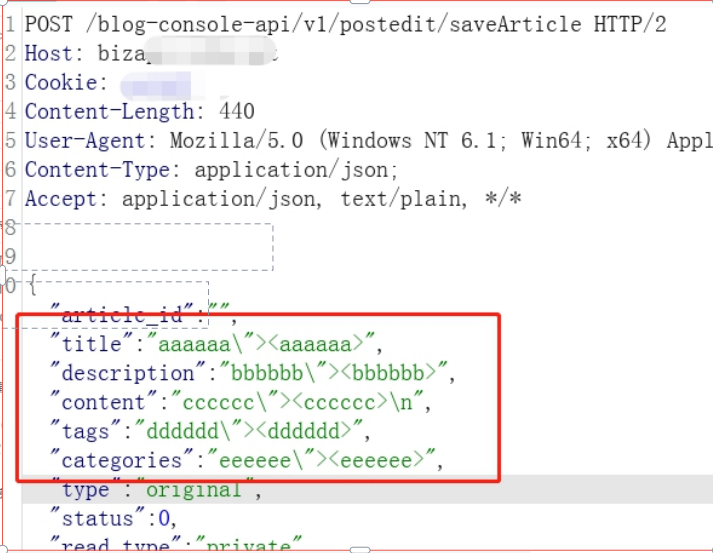 1 POST /blog-console-api/v1/postedit/saveArticle HTTP/2
2 Host: biza
3 Cookie:
4 Content-Length: 440
5 User-Agent: Mozilla/5.0 (Windows NT 6.1; Win64; x64) Appl
6 Content-Type: application/json;
7 Accept: application/json, text/plain, */*
8
9
0 {
"article_id":"",
"title":"aaaaaa\"><aaaaaa>",
"description":"bbbbbb\"><bbbbbb>",
"content":"cccccc\"><cccccc>\n",
"tags":"dddddd\"><dddddd>",
"categories":"eeeeee\"><eeeeee>",
"type":"original",
"status":0,
"read_type":"private"